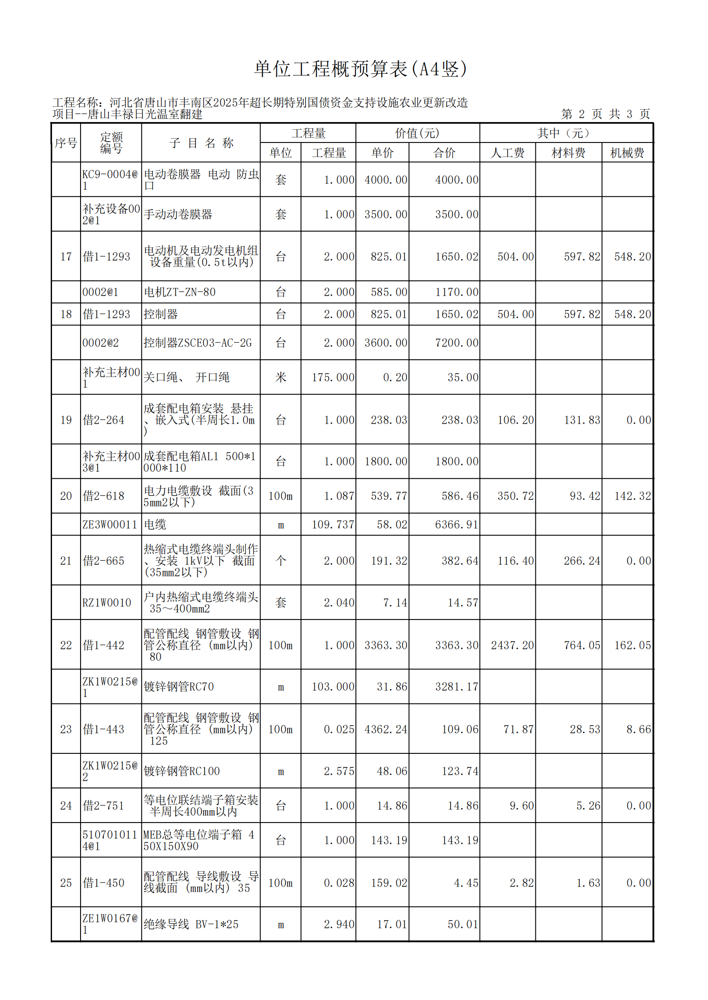 单位工程概预算表(A4竖)
工程名称：河北省唐山市丰南区2025年超长期特别国债资金支持设施农业更新改造
项目--唐山丰禄日光温室翻建
第 2 页 共 3 页
序号 定额编号 子 目 名 称 工程量 价值(元) 其中（元）
单位 工程量 单价 合价 人工费 材料费 机械费
KC9-0004@
1
电动卷膜器 电动 防虫
口
套 1.000 4000.00 4000.00
补充设备00
2@1
手动动卷膜器 套 1.000 3500.00 3500.00
17 借1-1293
电动机及电动发电机组
设备重量(0.5t以内)
台 2.000 825.01 1650.02 504.00 597.82 548.20
0002@1 电机ZT-ZN-80 台 2.000 585.00 1170.00
18 借1-1293 控制器 台 2.000 825.01 1650.02 504.00 597.82 548.20
0002@2 控制器ZSCE03-AC-2G 台 2.000 3600.00 7200.00
补充主材00
1
关口绳、 开口绳 米 175.000 0.20 35.00
19 借2-264
成套配电箱安装 悬挂
、嵌入式(半周长1.0m
)
台 1.000 238.03 238.03 106.20 131.83 0.00
补充主材00
3@1
成套配电箱AL1 500*1
000*110
台 1.000 1800.00 1800.00
20 借2-618
电力电缆敷设 截面(3
5mm2以下)
100m 1.087 539.77 586.46 350.72 93.42 142.32
ZE3W00011 电缆 m 109.737 58.02 6366.91
21 借2-665
热缩式电缆终端头制作
、安装 1kV以下 截面
(35mm2以下)
个 2.000 191.32 382.64 116.40 266.24 0.00
RZ1W0010
户内热缩式电缆终端头
35～400mm2
套 2.040 7.14 14.57
22 借1-442
配管配线 钢管敷设 钢
管公称直径 (mm以内)
80
100m 1.000 3363.30 3363.30 2437.20 764.05 162.05
ZK1W0215@
1
镀锌钢管RC70 m 103.000 31.86 3281.17
23 借1-443
配管配线 钢管敷设 钢
管公称直径 (mm以内)
125
100m 0.025 4362.24 109.06 71.87 28.53 8.66
ZK1W0215@
2
镀锌钢管RC100 m 2.575 48.06 123.74
24 借2-751
等电位联结端子箱安装
半周长400mm以内
台 1.000 14.86 14.86 9.60 5.26 0.00
510701011
4@1
MEB总等电位端子箱 4
50X150X90
台 1.000 143.19 143.19
25 借1-450
配管配线 导线敷设 导
线截面 (mm以内) 35
100m 0.028 159.02 4.45 2.82 1.63 0.00
ZE1W0167@
1
绝缘导线 BV-1*25 m 2.940 17.01 50.01